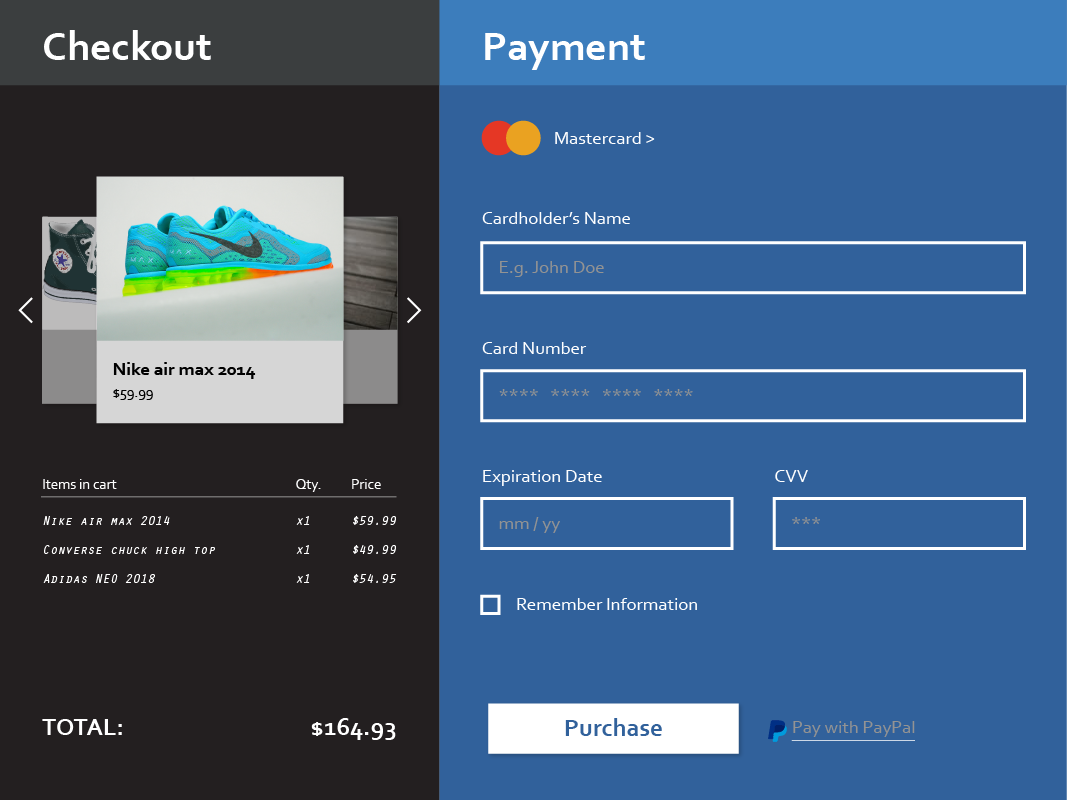 Checkout
Nike air max 2014
$59.99
Items in cart Qty. Price
Nike air max 2014 x1 $59.99
Converse chuck high top x1 $49.99
Adidas NEO 2018 x1 $54.95
TOTAL: $164.93
Payment
Mastercard >
Cardholder’s Name
E.g. John Doe
Card Number
**** **** **** ****
Expiration Date CVV
mm / yy ***
Remember Information
Purchase Pay with PayPal